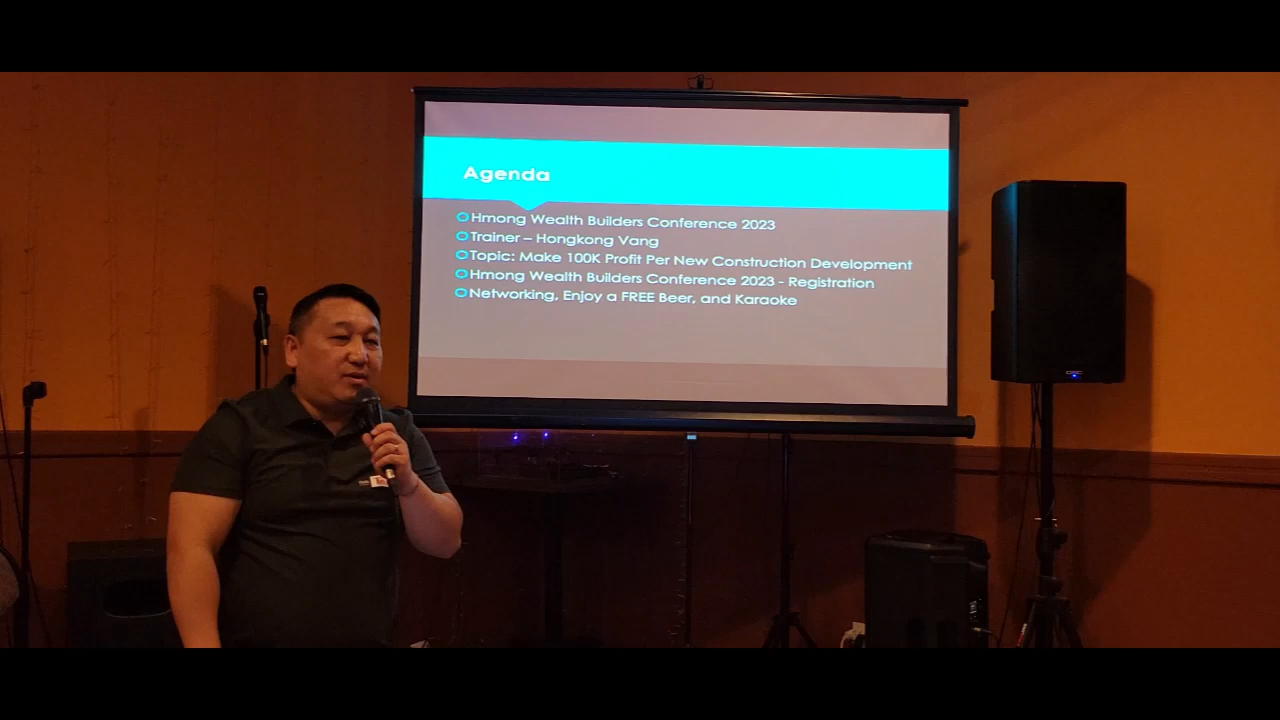 Agenda
Hmong Wealth Builders Conference 2023
Trainer – Hongkong Vang
Topic: Make 100K Profit Per New Construction Development
Hmong Wealth Builders Conference 2023 - Registration
Networking, Enjoy a FREE Beer, and Karaoke